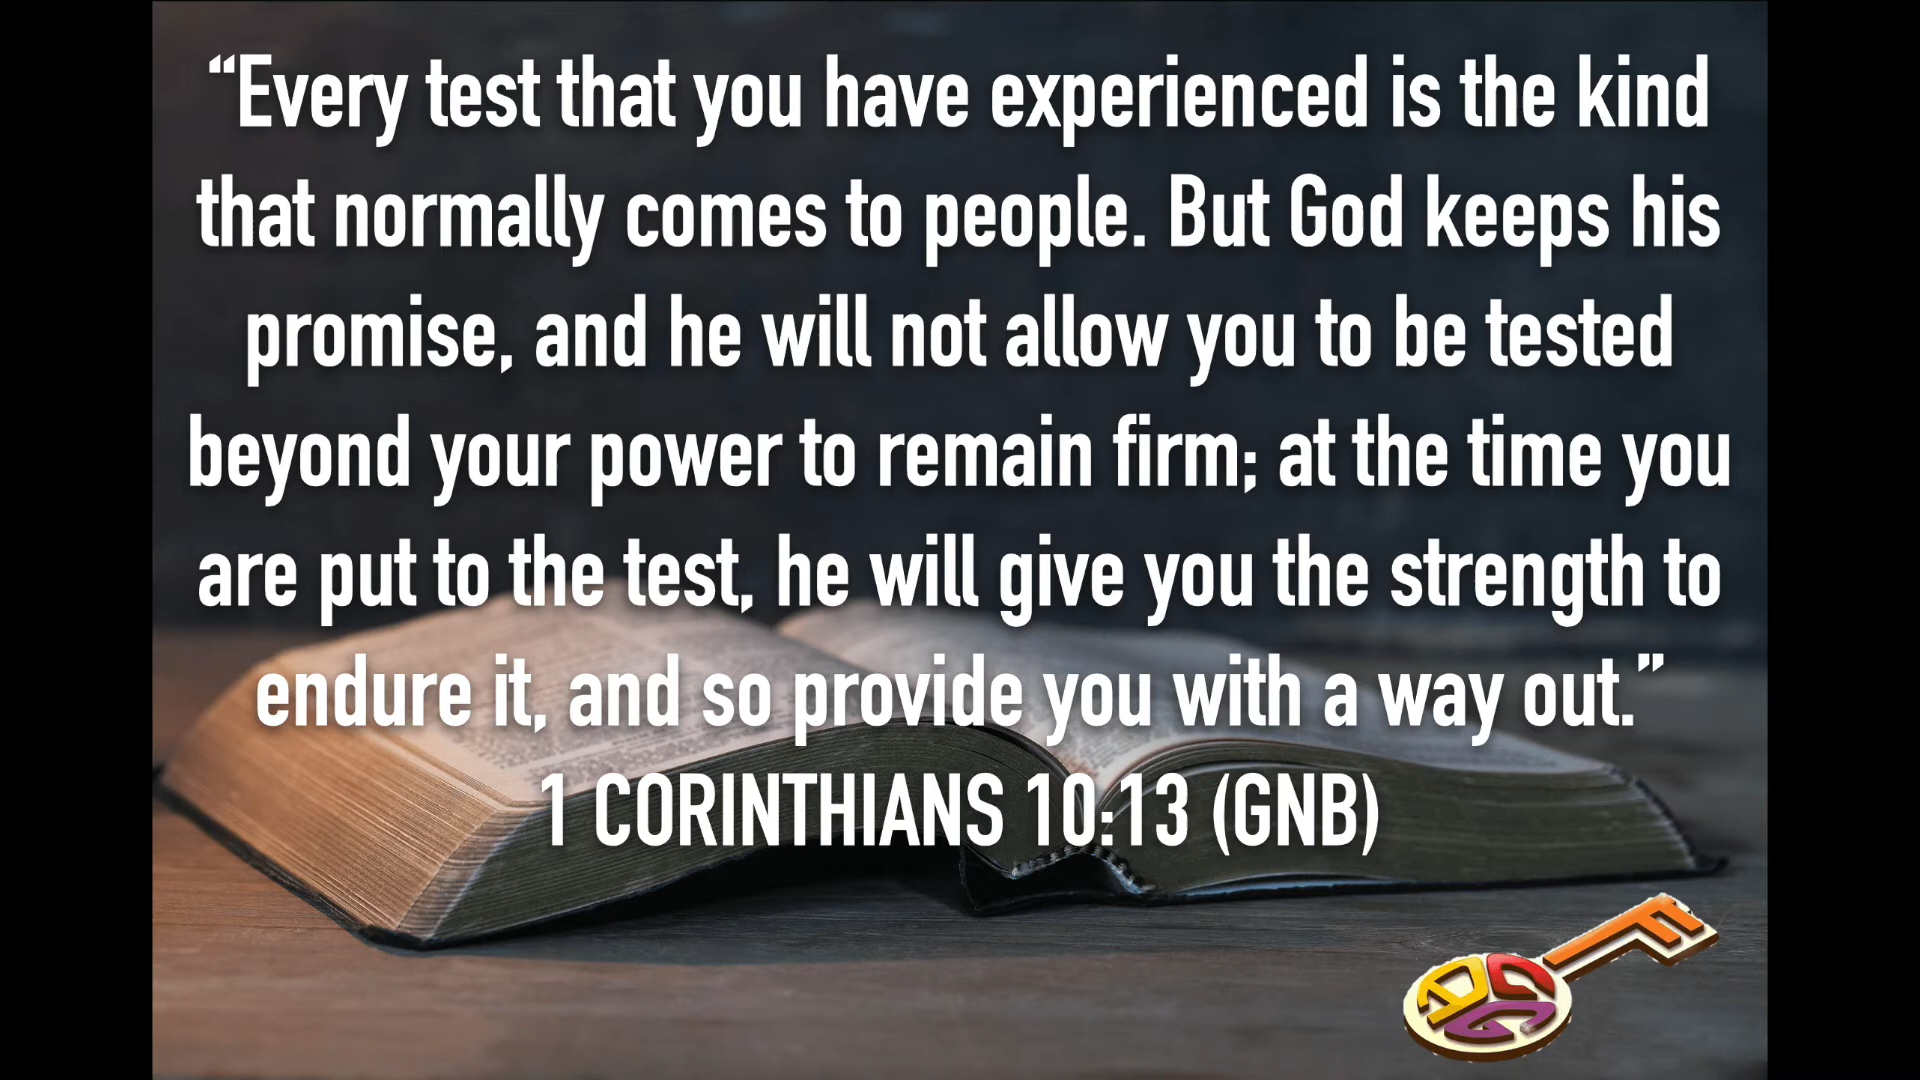 “Every test that you have experienced is the kind
that normally comes to people. But God keeps his
promise, and he will not allow you to be tested
beyond your power to remain firm; at the time you
are put to the test, he will give you the strength to
endure it, and so provide you with a way out.”
1 CORINTHIANS 10:13 (GNB)